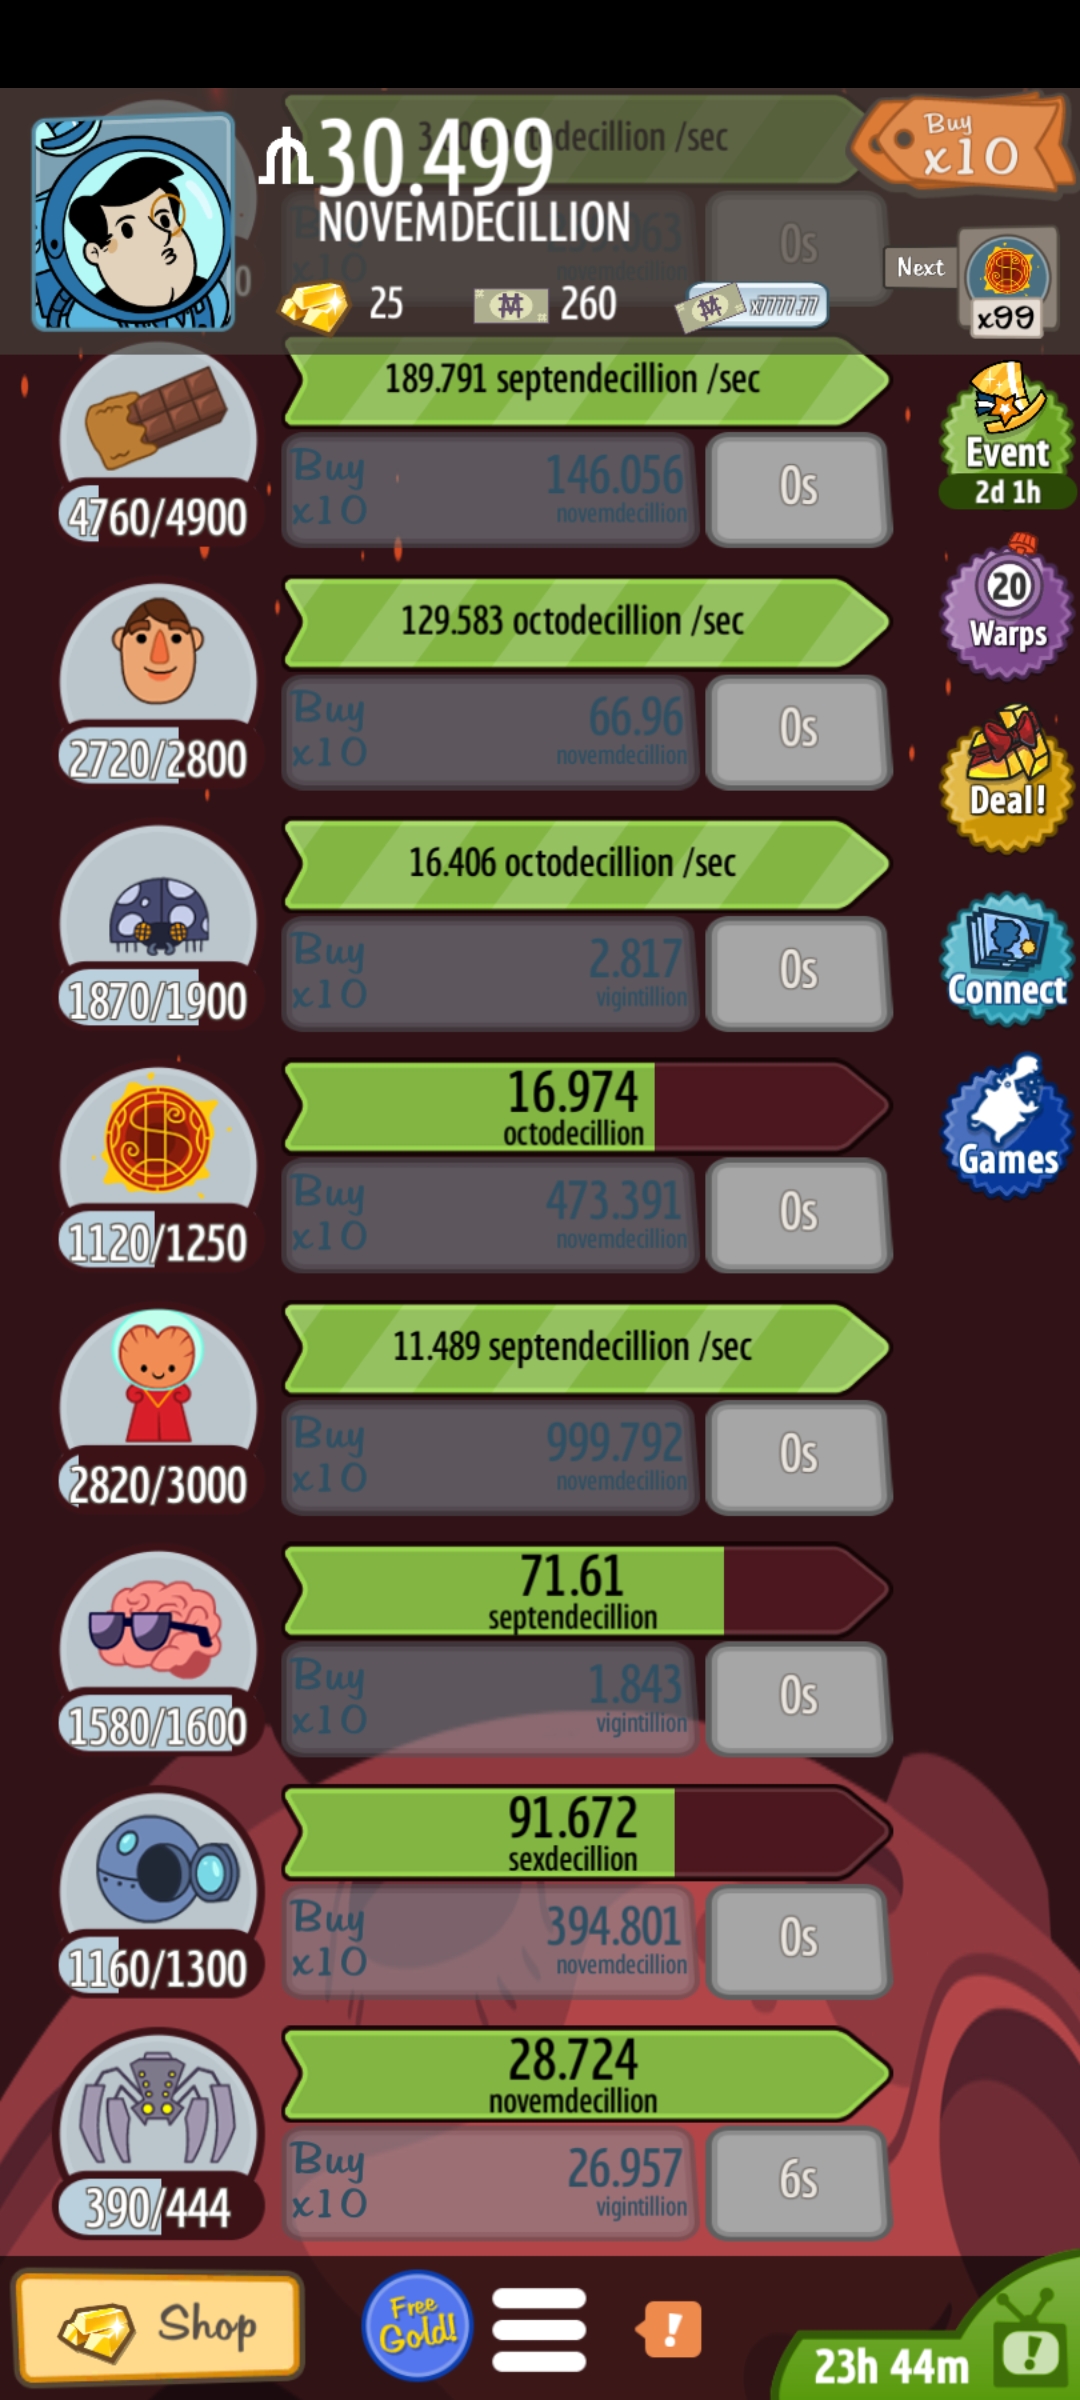 octodecillion /sec
30.499
NOVEMDECILLION
Buy
x10
0s
Next
x99
25
260
x7777.77
189.791 septendecillion /sec
Buy
x10
146.056
novemdecillion
0s
4760/4900
Event
2d 1h
129.583 octodecillion /sec
Buy
x10
66.96
novemdecillion
0s
2720/2800
20
Warps
16.406 octodecillion /sec
Buy
x10
2.817
vigintillion
0s
1870/1900
Deal!
Connect
16.974
octodecillion
Buy
x10
473.391
novemdecillion
0s
1120/1250
Games
11.489 septendecillion /sec
Buy
x10
999.792
novemdecillion
0s
2820/3000
71.61
septendecillion
Buy
x10
1.843
vigintillion
0s
1580/1600
91.672
sexdecillion
Buy
x10
394.801
novemdecillion
0s
1160/1300
28.724
novemdecillion
Buy
x10
26.957
vigintillion
6s
390/444
Shop
Free
Gold!
!
23h 44m
!